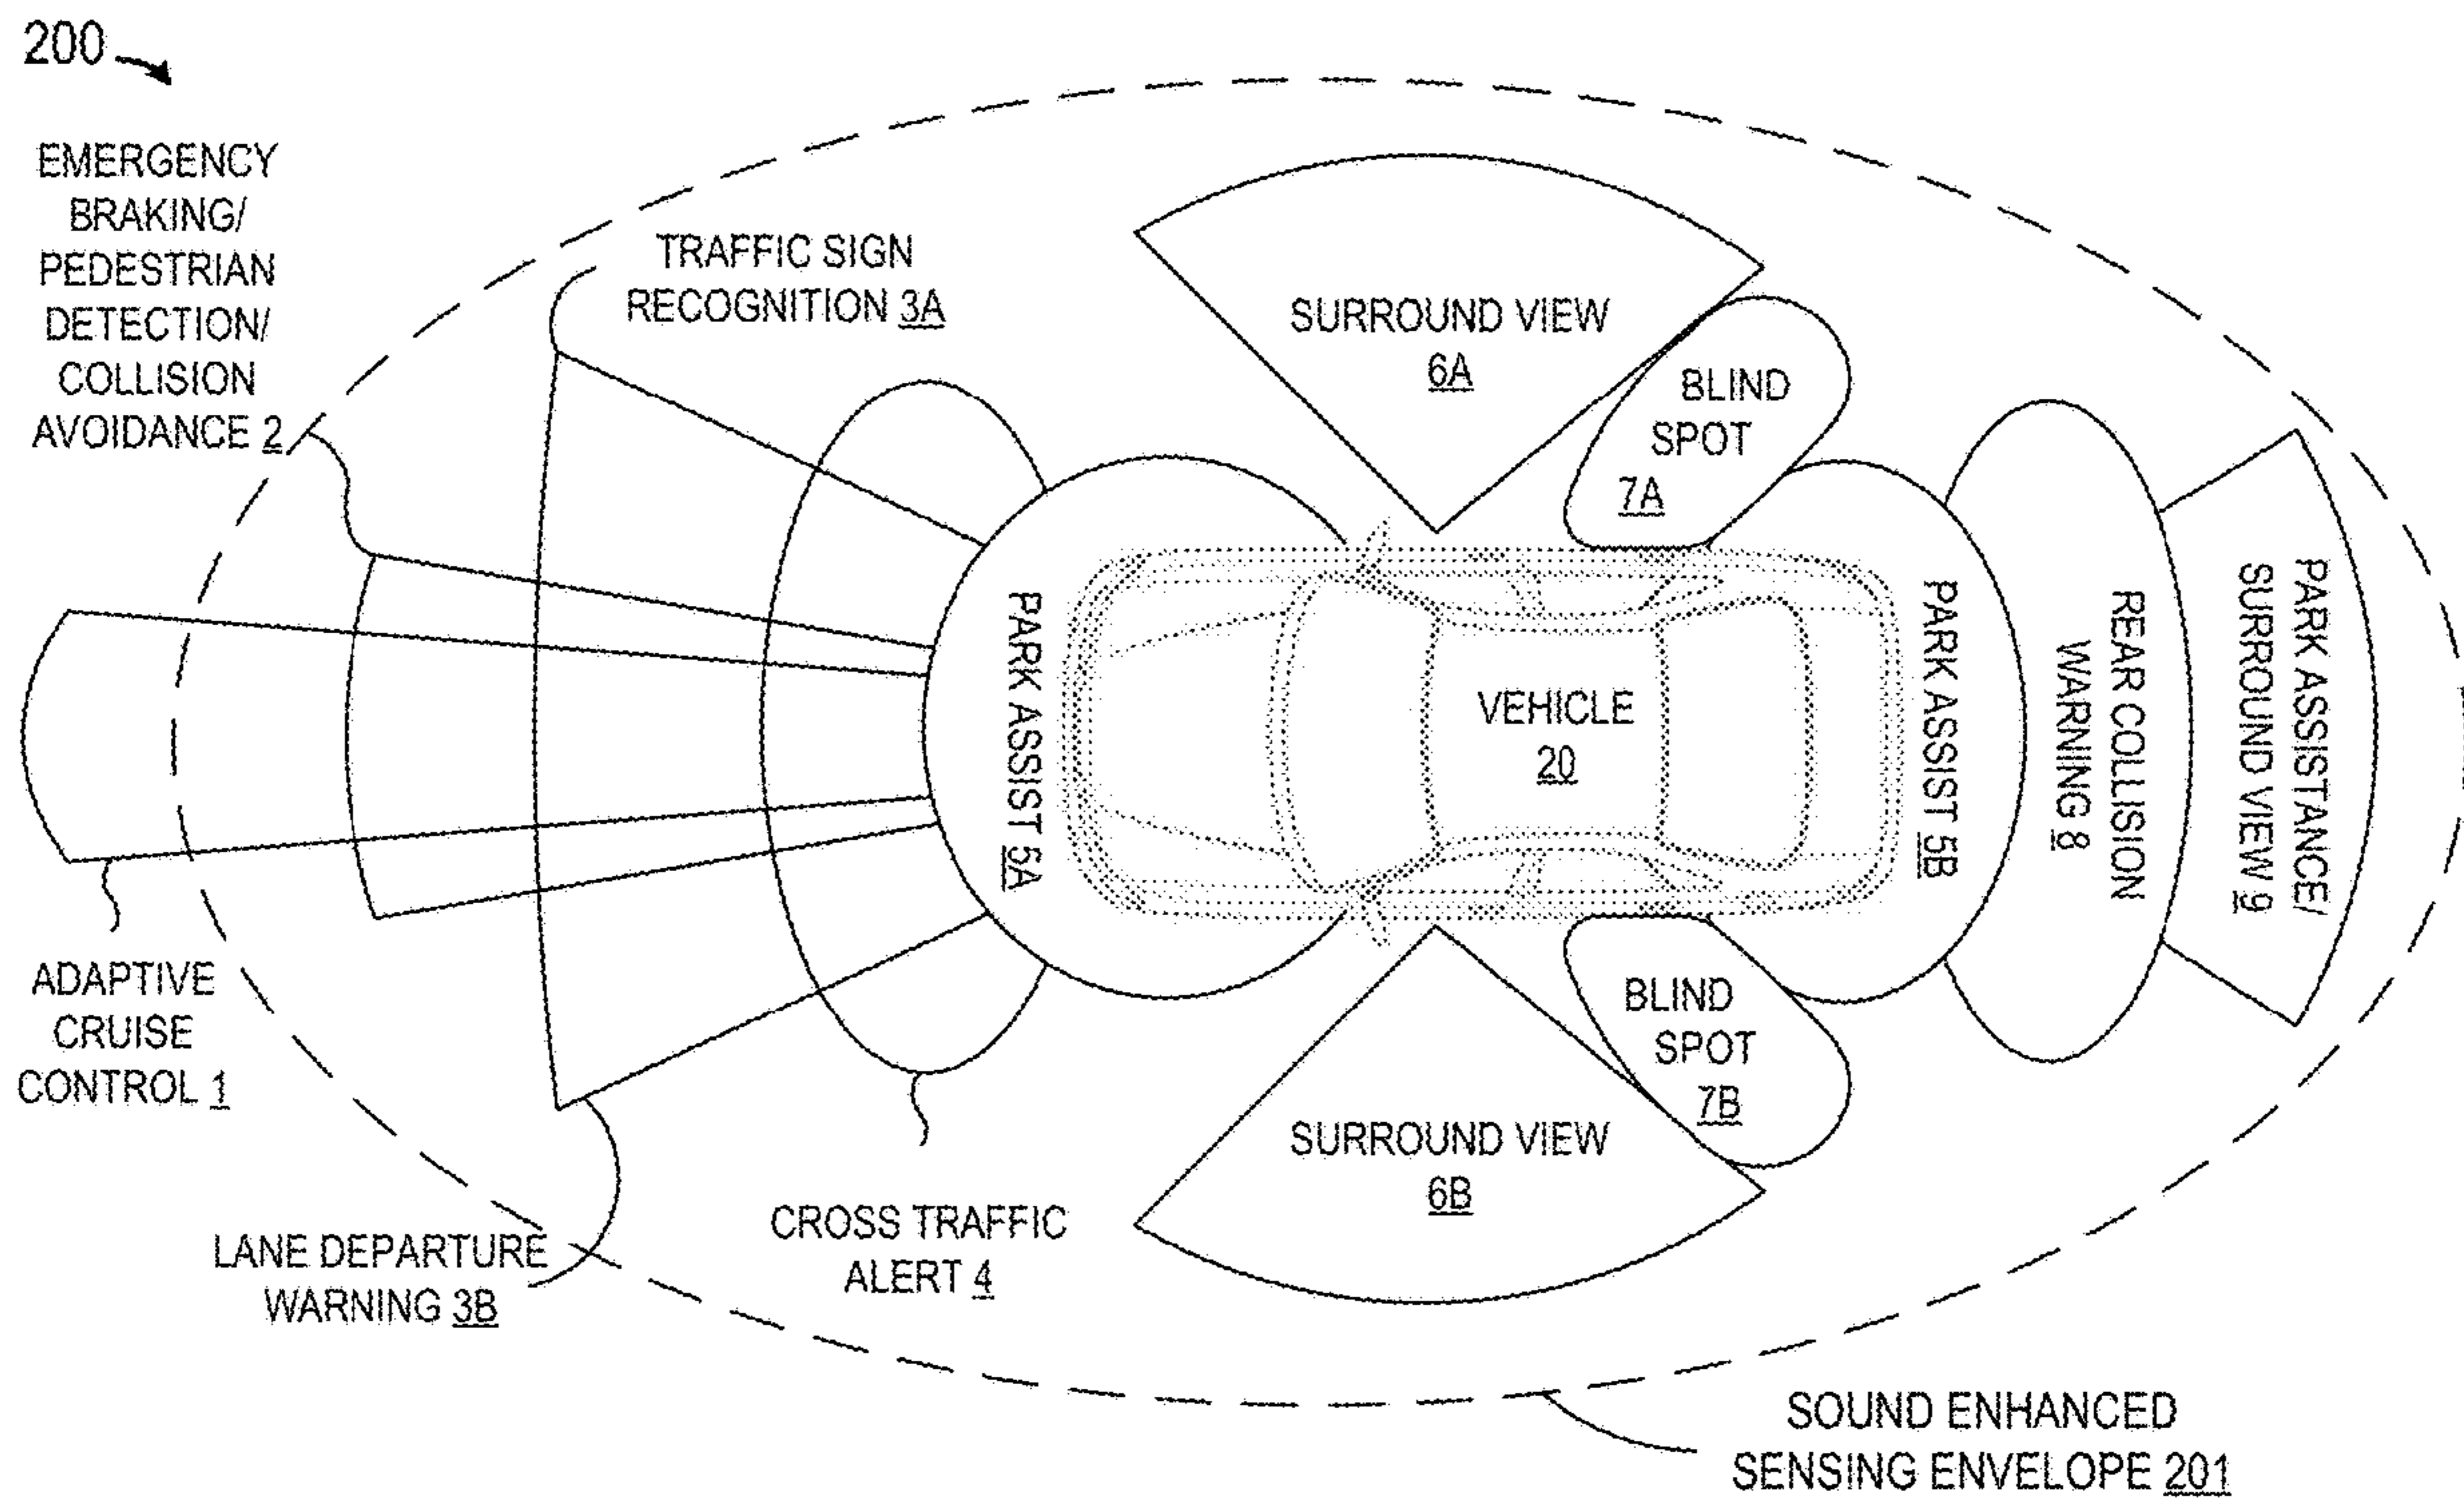 200
EMERGENCY
BRAKING/
PEDESTRIAN
DETECTION/
COLLISION
AVOIDANCE 2
TRAFFIC SIGN
RECOGNITION 3A
SURROUND VIEW
6A
BLIND
SPOT
7A
PARK ASSIST 5A
VEHICLE
20
PARK ASSIST 5B
REAR COLLISION
WARNING 8
PARK ASSISTANCE/
SURROUND VIEW 9
ADAPTIVE
CRUISE
CONTROL 1
LANE DEPARTURE
WARNING 3B
CROSS TRAFFIC
ALERT 4
SURROUND VIEW
6B
BLIND
SPOT
7B
SOUND ENHANCED
SENSING ENVELOPE 201